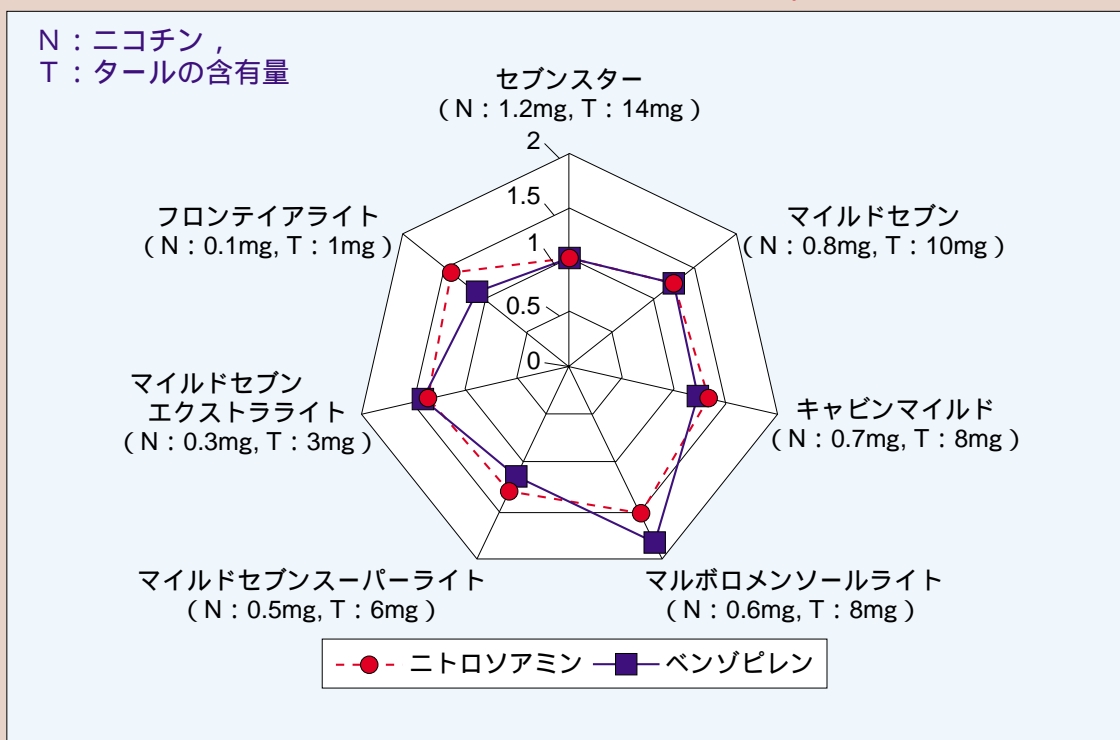 N：ニコチン，
T：タールの含有量
セブンスター
（N：1.2mg, T：14mg）
2
1.5
1
0.5
0
マイルドセブン
（N：0.8mg, T：10mg）
キャビンマイルド
（N：0.7mg, T：8mg）
マルボロメンソールライト
（N：0.6mg, T：8mg）
マイルドセブンスーパーライト
（N：0.5mg, T：6mg）
マイルドセブン
エクストラライト
（N：0.3mg, T：3mg）
フロンテイアライト
（N：0.1mg, T：1mg）
ニトロソアミン
ベンゾピレン